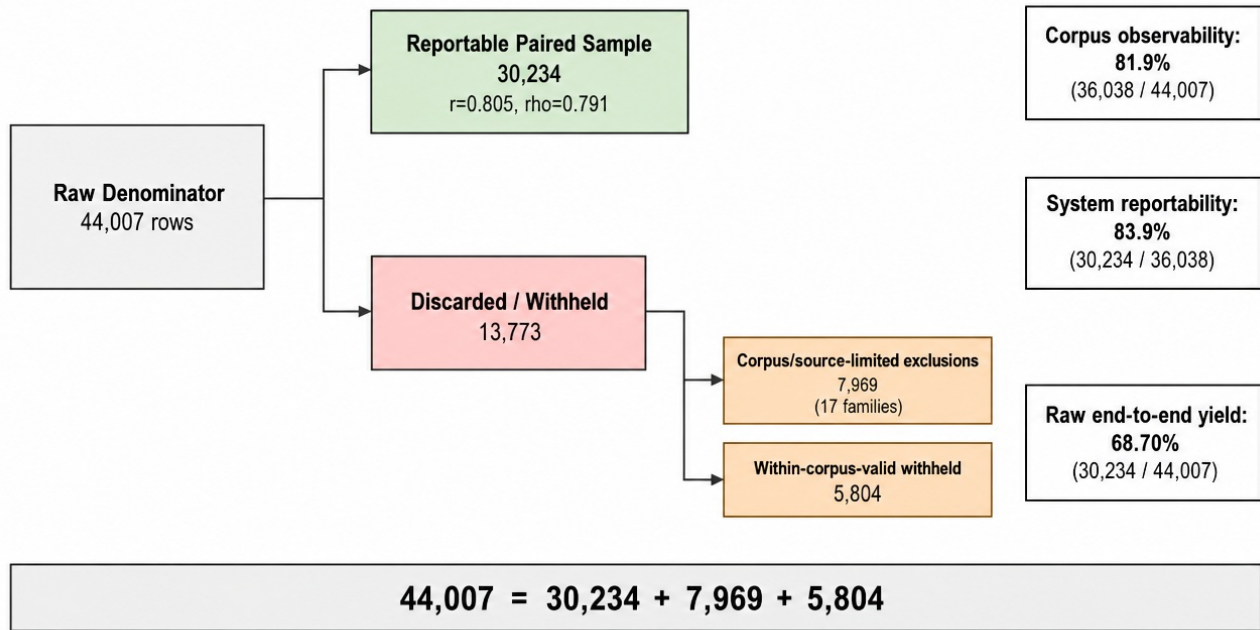 Raw Denominator
44,007 rows
Reportable Paired Sample
30,234
r=0.805, rho=0.791
Discarded / Withheld
13,773
Corpus/source-limited exclusions
7,969
(17 families)
Within-corpus-valid withheld
5,804
Corpus observability:
81.9%
(36,038 / 44,007)
System reportability:
83.9%
(30,234 / 36,038)
Raw end-to-end yield:
68.70%
(30,234 / 44,007)
44,007 = 30,234 + 7,969 + 5,804